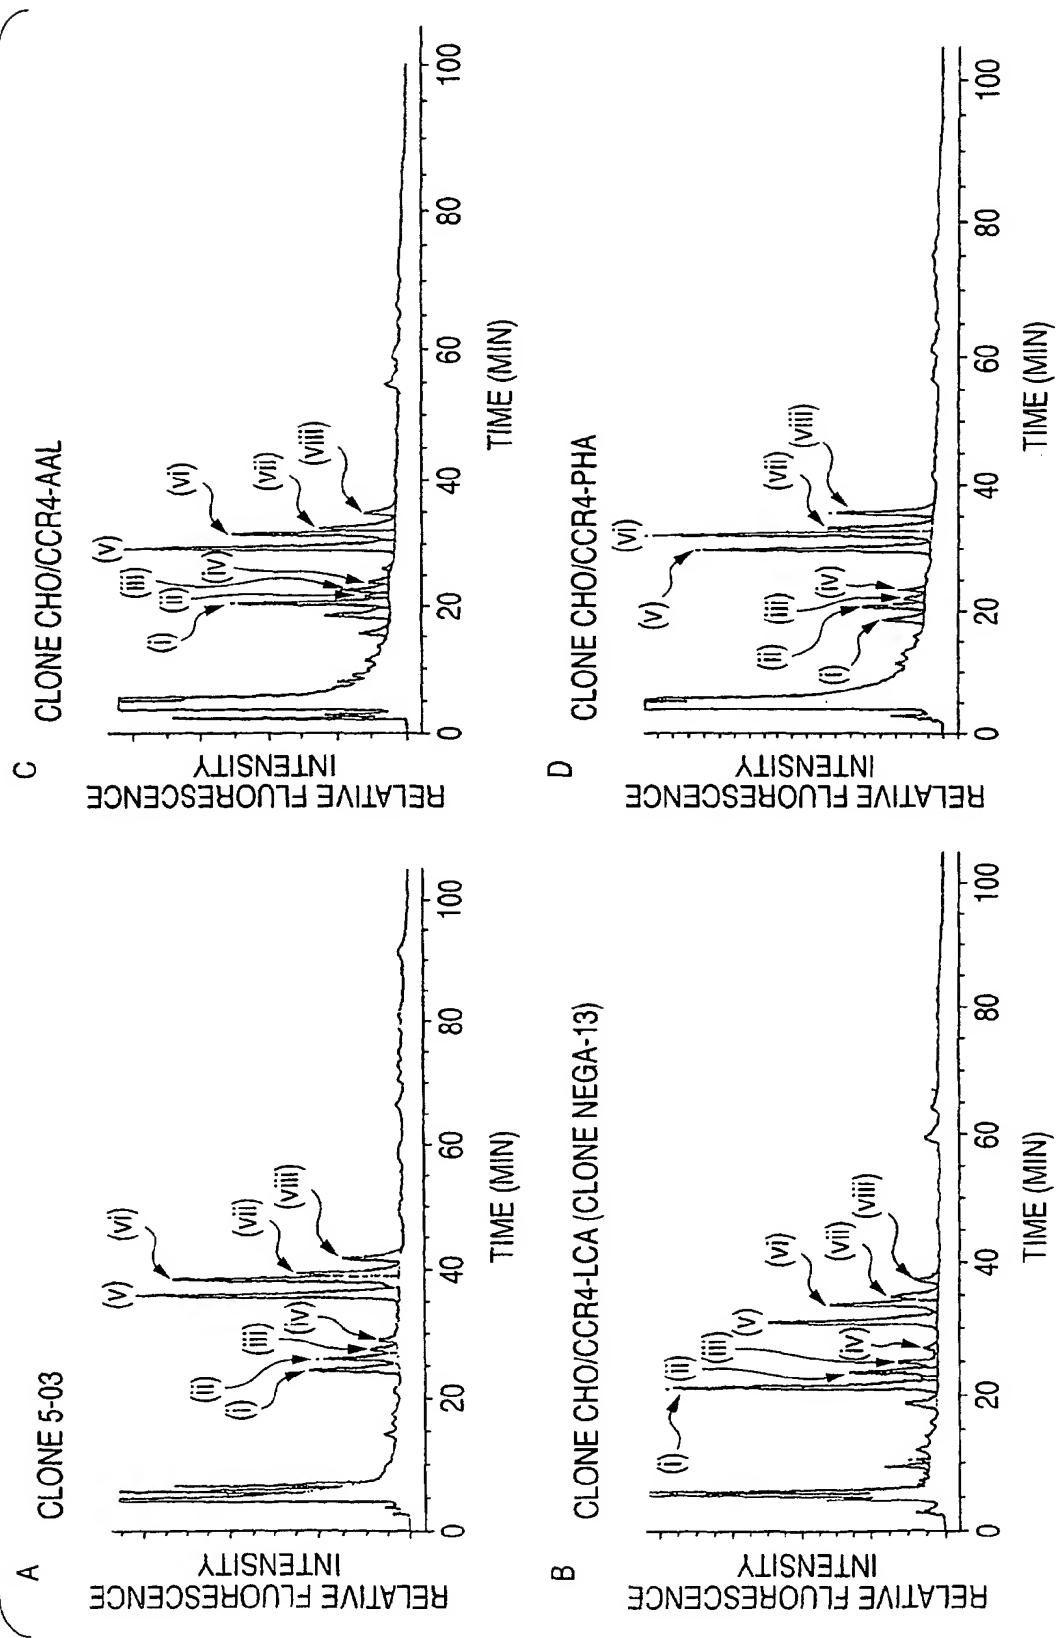 A
CLONE 5-03
RELATIVE FLUORESCENCE
INTENSITY
(i)
(ii)
(iii)
(iv)
(v)
(vi)
(vii)
(viii)
0
20
40
60
80
100
TIME (MIN)
B
CLONE CHO/CCR4-LCA (CLONE NEGA-13)
RELATIVE FLUORESCENCE
INTENSITY
(i)
(ii)
(iii)
(iv)
(v)
(vi)
(vii)
(viii)
0
20
40
60
80
100
TIME (MIN)
C
CLONE CHO/CCR4-AAL
RELATIVE FLUORESCENCE
INTENSITY
(i)
(ii)
(iii)
(iv)
(v)
(vi)
(vii)
(viii)
0
20
40
60
80
100
TIME (MIN)
D
CLONE CHO/CCR4-PHA
RELATIVE FLUORESCENCE
INTENSITY
(i)
(ii)
(iii)
(iv)
(v)
(vi)
(vii)
(viii)
0
20
40
60
80
100
TIME (MIN)